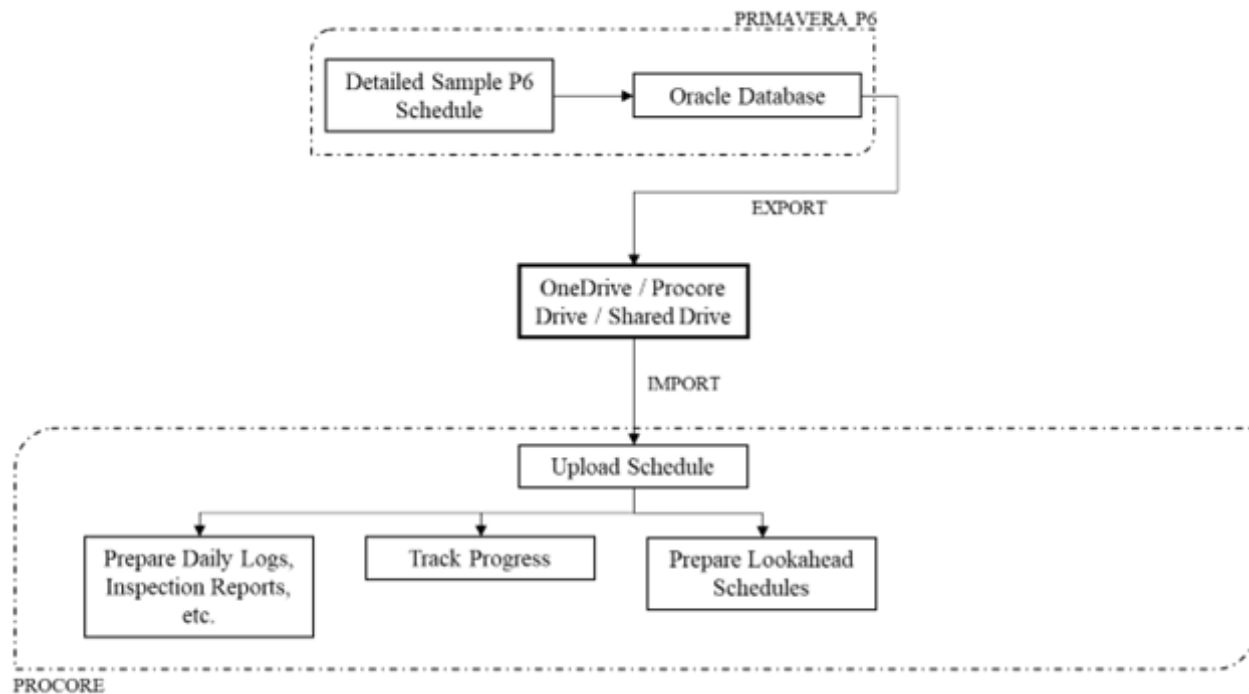 PRIMAVERA P6
Detailed Sample P6
Schedule
Oracle Database
EXPORT
OneDrive / Procore
Drive / Shared Drive
IMPORT
Upload Schedule
Prepare Daily Logs,
Inspection Reports,
etc.
Track Progress
Prepare Lookahead
Schedules
PROCORE